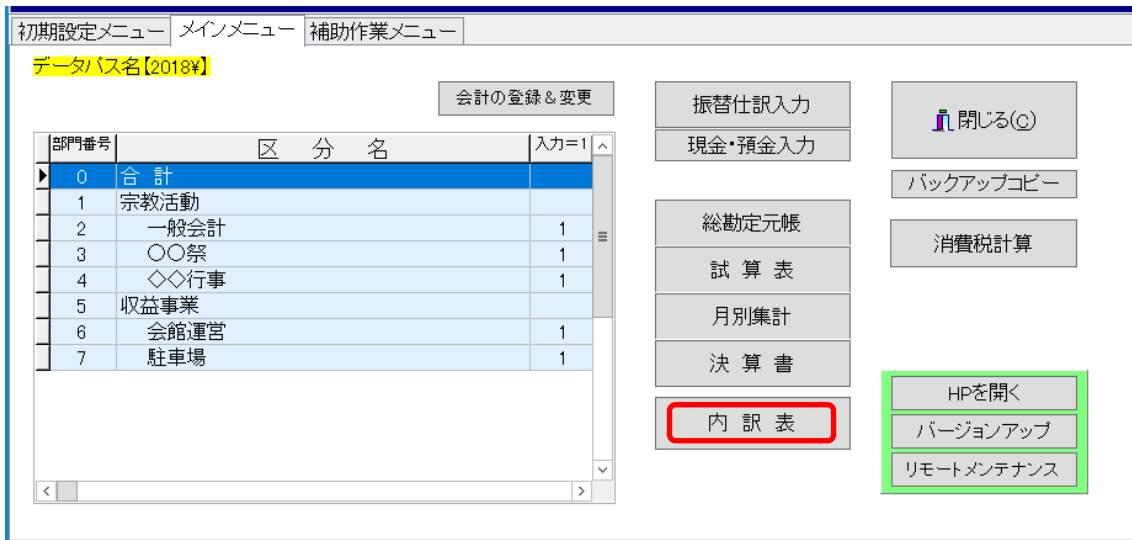 初期設定メニュー メインメニュー 補助作業メニュー
データパス名【2018¥】
会計の登録＆変更
部門番号 区 分 名 入力=1
0 合 計
1 宗教活動
2 一般会計 1
3 〇〇祭 1
4 ◇◇行事 1
5 収益事業
6 会館運営 1
7 駐車場 1
振替仕訳入力
現金・預金入力
総勘定元帳
試 算 表
月別集計
決 算 書
内 訳 表
閉じる(C)
バックアップコピー
消費税計算
HPを開く
バージョンアップ
リモートメンテナンス